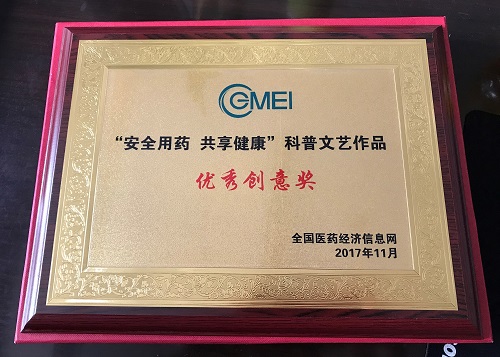 CMEI
“安全用药 共享健康”科普文艺作品
优秀创意奖
全国医药经济信息网
2017年11月